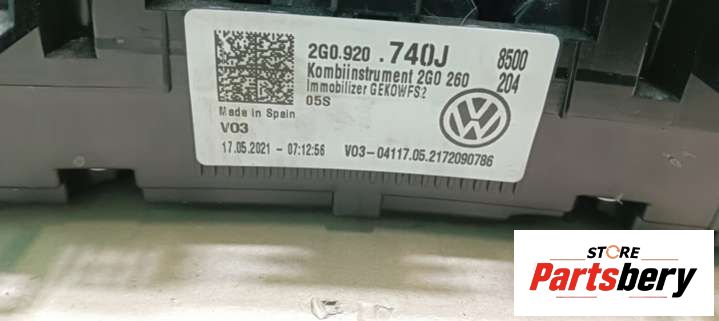 2G0.920 .740J 8500
Kombiinstrument 2G0 260 204
Immobilizer GEKOWFS2
05S
Made in Spain
V03
17.05.2021 - 07:12:56 V03-04117.05.2172090786
STORE
Partsbery